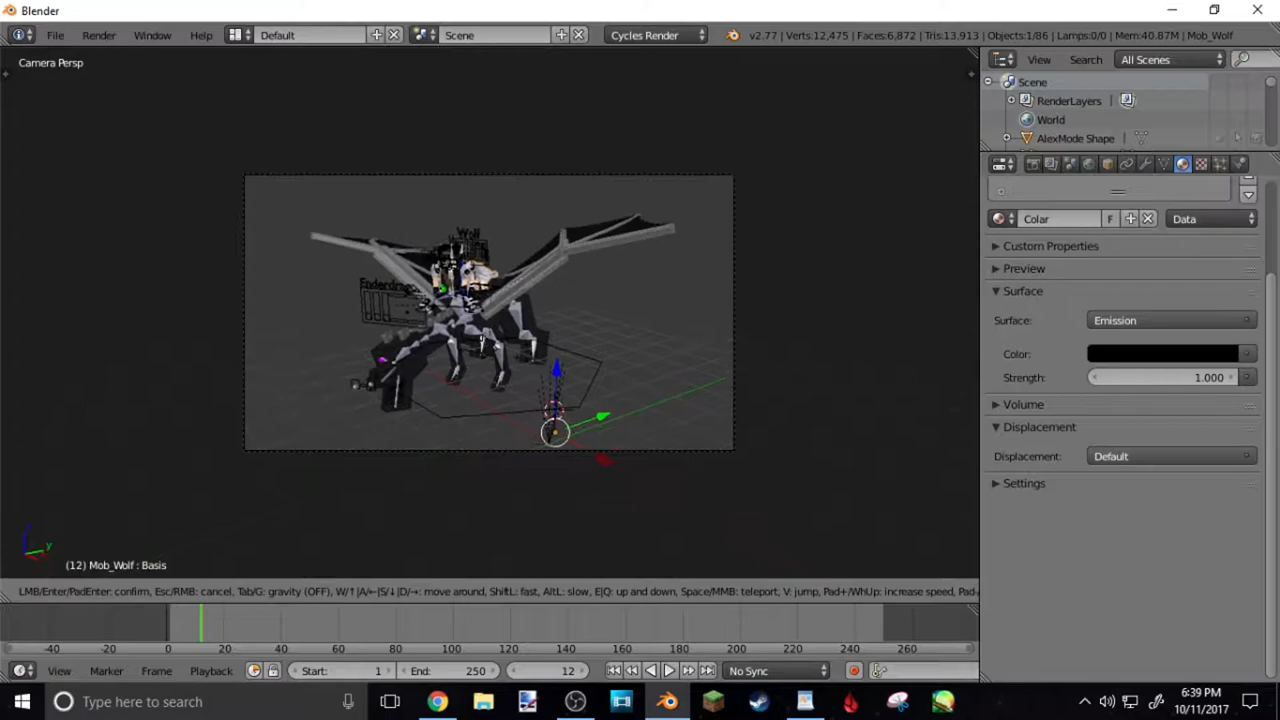 Blender
File Render Window Help Default Scene Cycles Render v2.77 | Verts:12,475 | Faces:6,872 | Tris:13,913 | Objects:1/86 | Lamps:0/0 | Mem:40.87M | Mob_Wolf
Camera Persp
View Search All Scenes
Scene
RenderLayers
World
AlexMode Shape
Colar F Data
Custom Properties
Preview
Surface
Surface: Emission
Color:
Strength: 1.000
Volume
Displacement
Displacement: Default
Settings
Wolf
Enderdrag
y
(12) Mob_Wolf : Basis
LMB/Enter/PadEnter: confirm, Esc/RMB: cancel, Tab/G: gravity (OFF), W/↑|A/←|S/↓|D/→: move around, Shift: fast, AltL: slow, E|Q: up and down, Space/MMB: teleport, V: jump, Pad+/WhUp: increase speed, Pad-
-40 -20 0 20 40 60 80 100 120 140 160 180 200 220 240 260
View Marker Frame Playback Start: 1 End: 250 12 No Sync
Type here to search
6:39 PM
10/11/2017